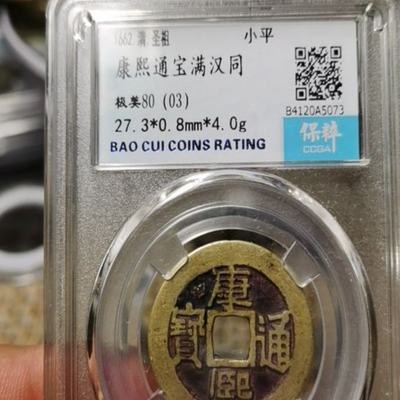 1662 清 圣祖 小平
康熙通宝满汉同
极美80 (03)
27.3*0.8mm*4.0g
BAO CUI COINS RATING
B4120A5073
保粹
CCGA
康熙通寶